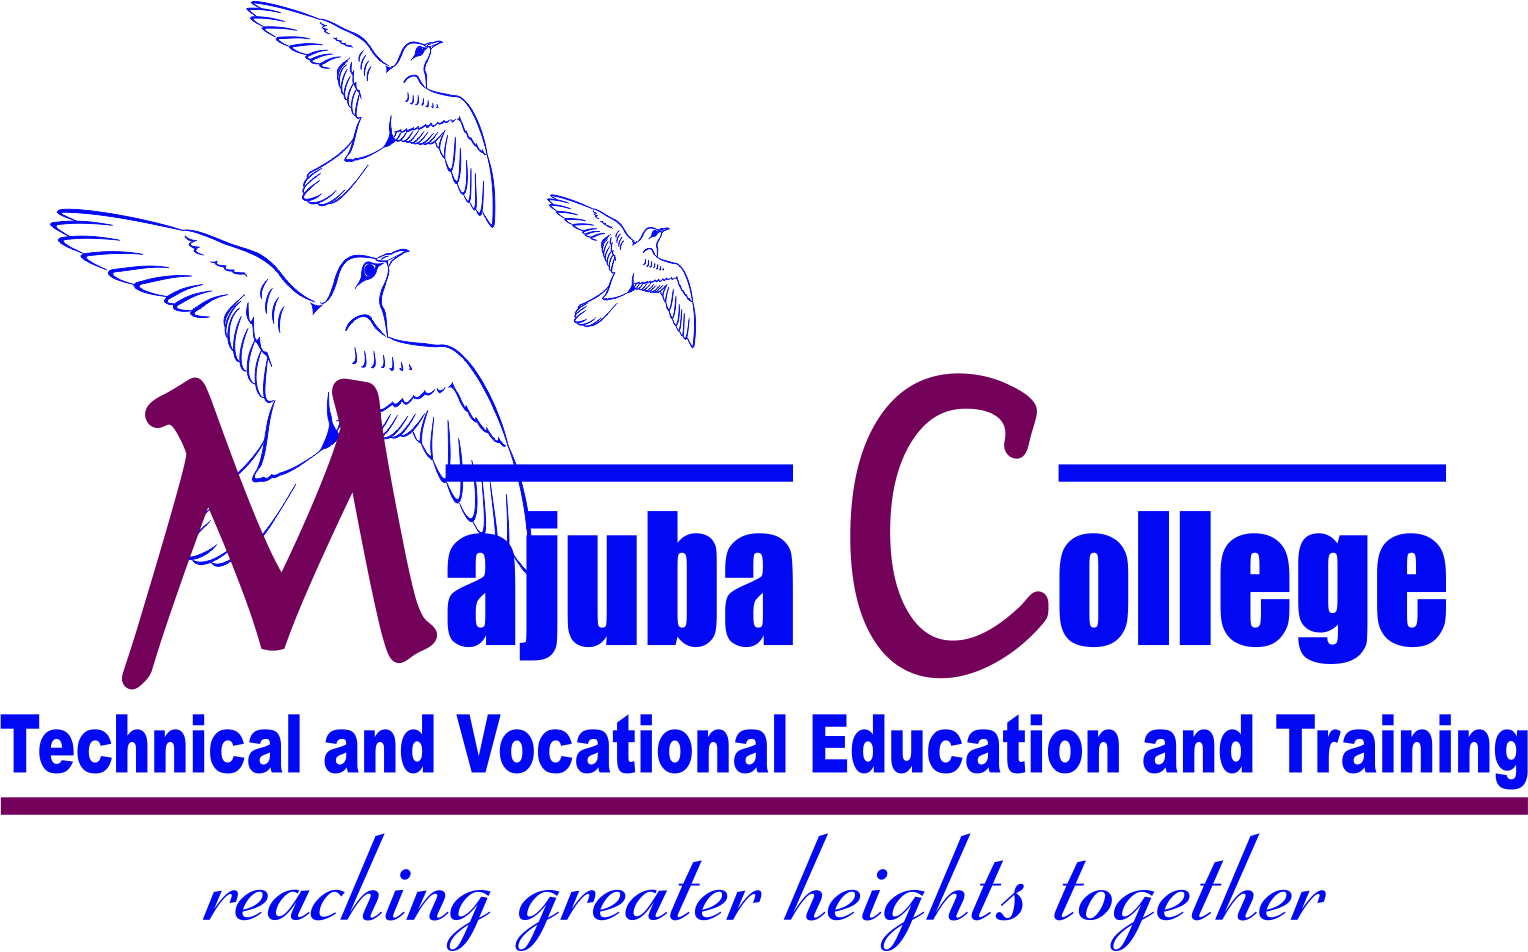 Majuba College
Technical and Vocational Education and Training
reaching greater heights together